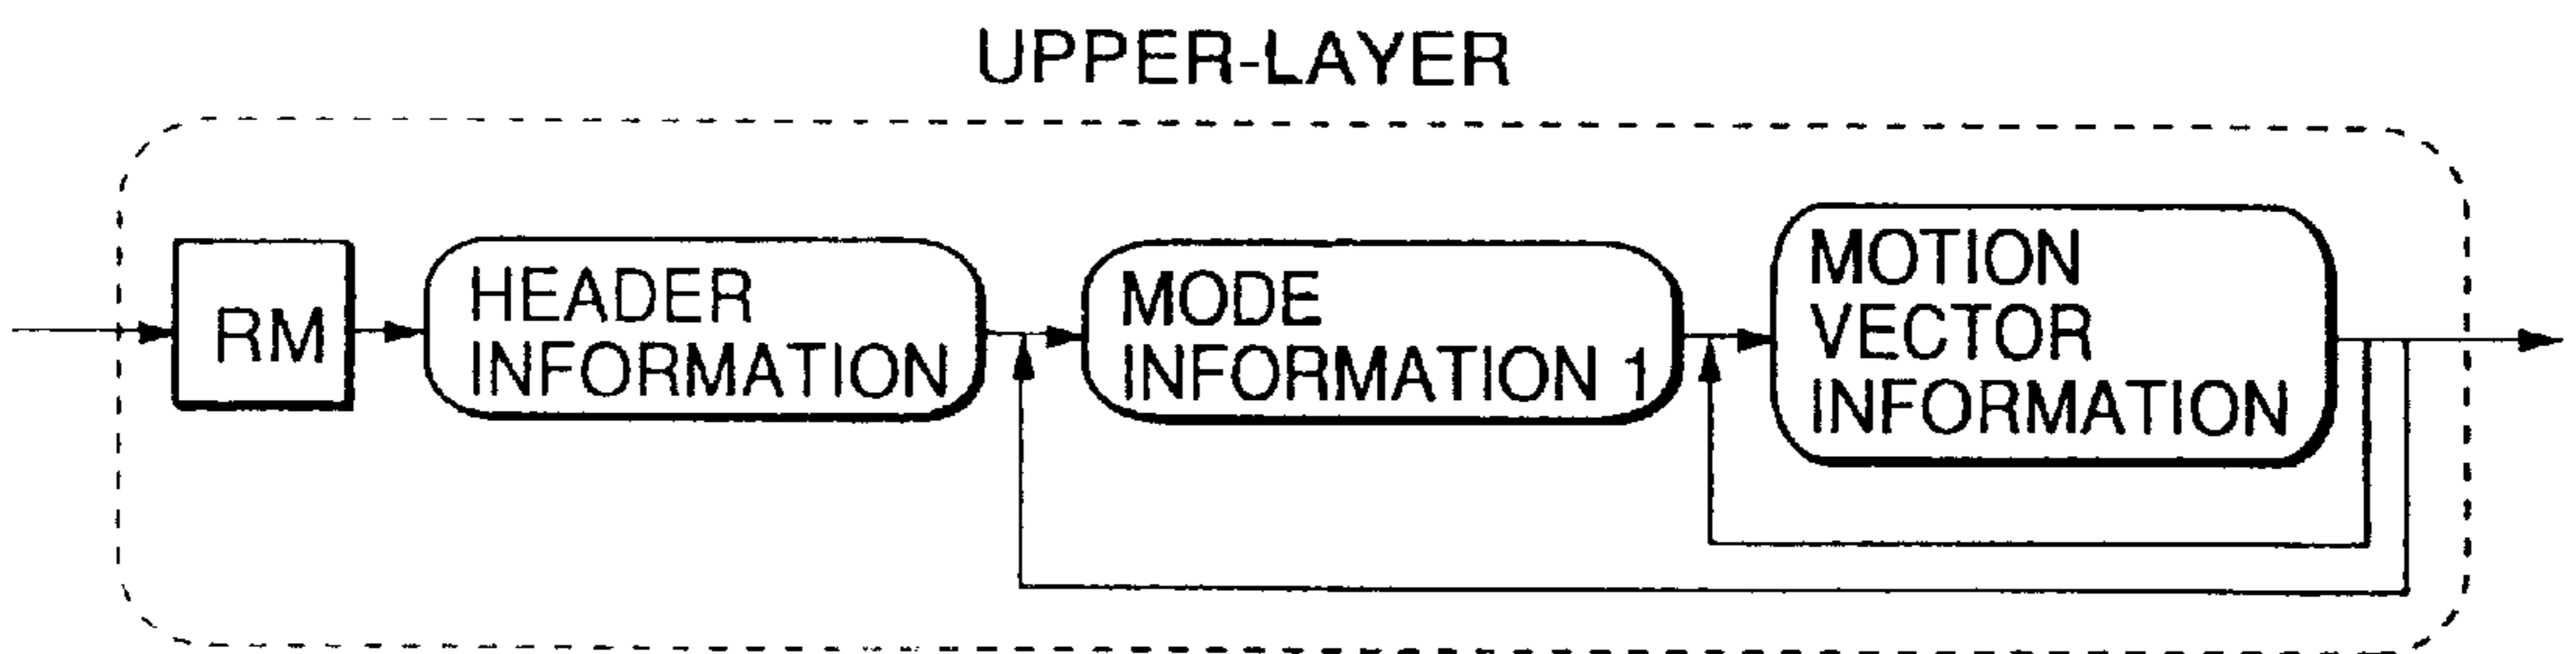 UPPER-LAYER
RM
HEADER
INFORMATION
MODE
INFORMATION 1
MOTION
VECTOR
INFORMATION